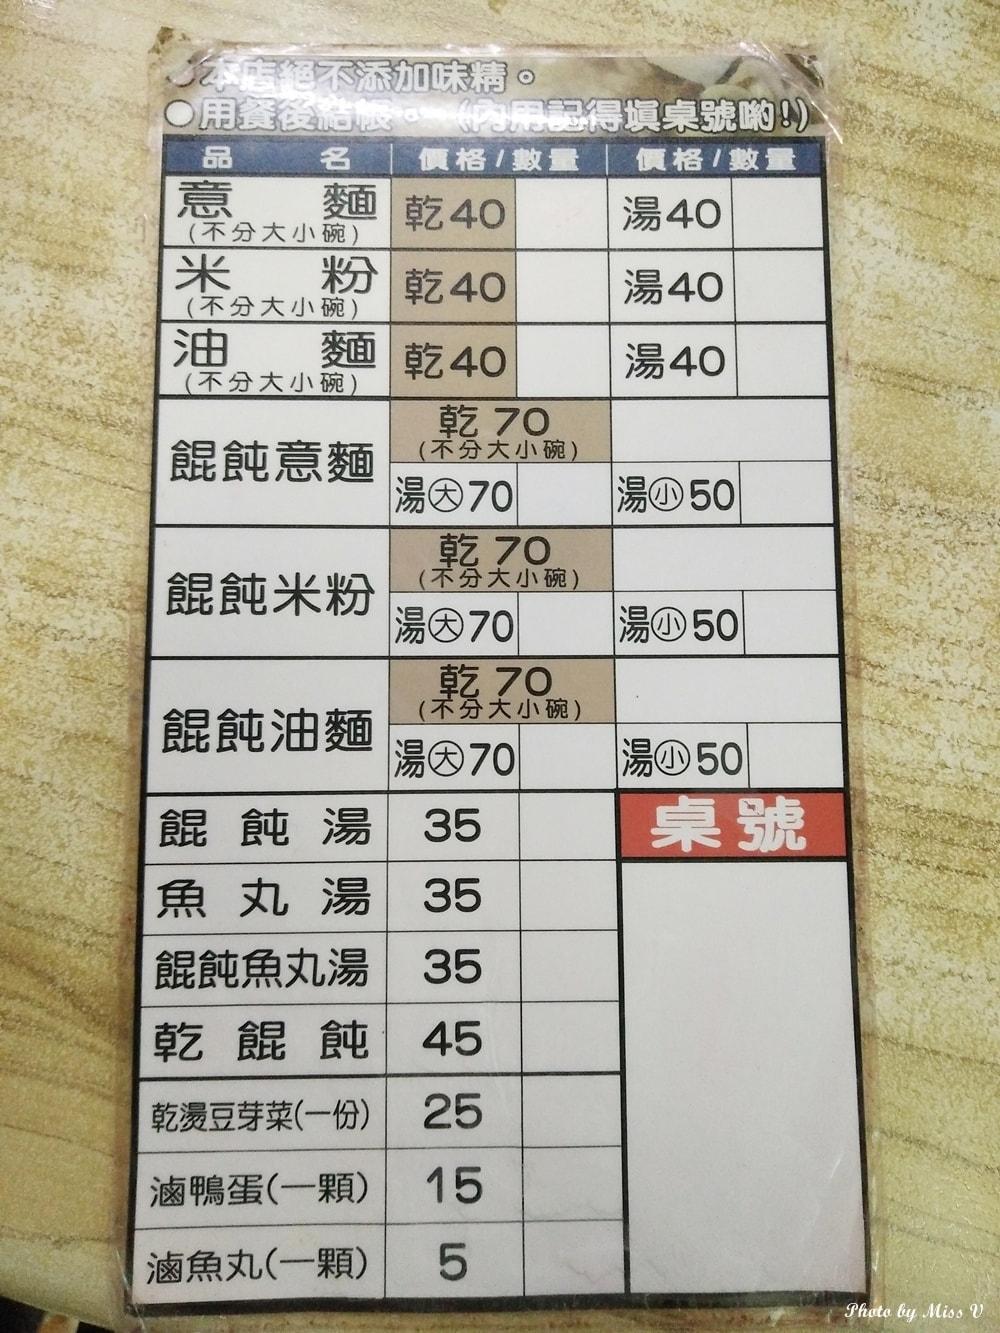 本店絕不添加味精。
●用餐後結帳。(內用記得填桌號喲!)
品名 價格/數量 價格/數量
意麵 乾40 湯40
(不分大小碗)
米粉 乾40 湯40
(不分大小碗)
油麵 乾40 湯40
(不分大小碗)
餛飩意麵 乾70
(不分大小碗)
湯㊅70 湯㊙50
餛飩米粉 乾70
(不分大小碗)
湯大70 湯小50
餛飩油麵 乾70
(不分大小碗)
湯大70 湯小50
餛飩湯 35 桌號
魚丸湯 35
餛飩魚丸湯 35
乾餛飩 45
乾燙豆芽菜(一份) 25
滷鴨蛋(一顆) 15
滷魚丸(一顆) 5
Photo by Miss V